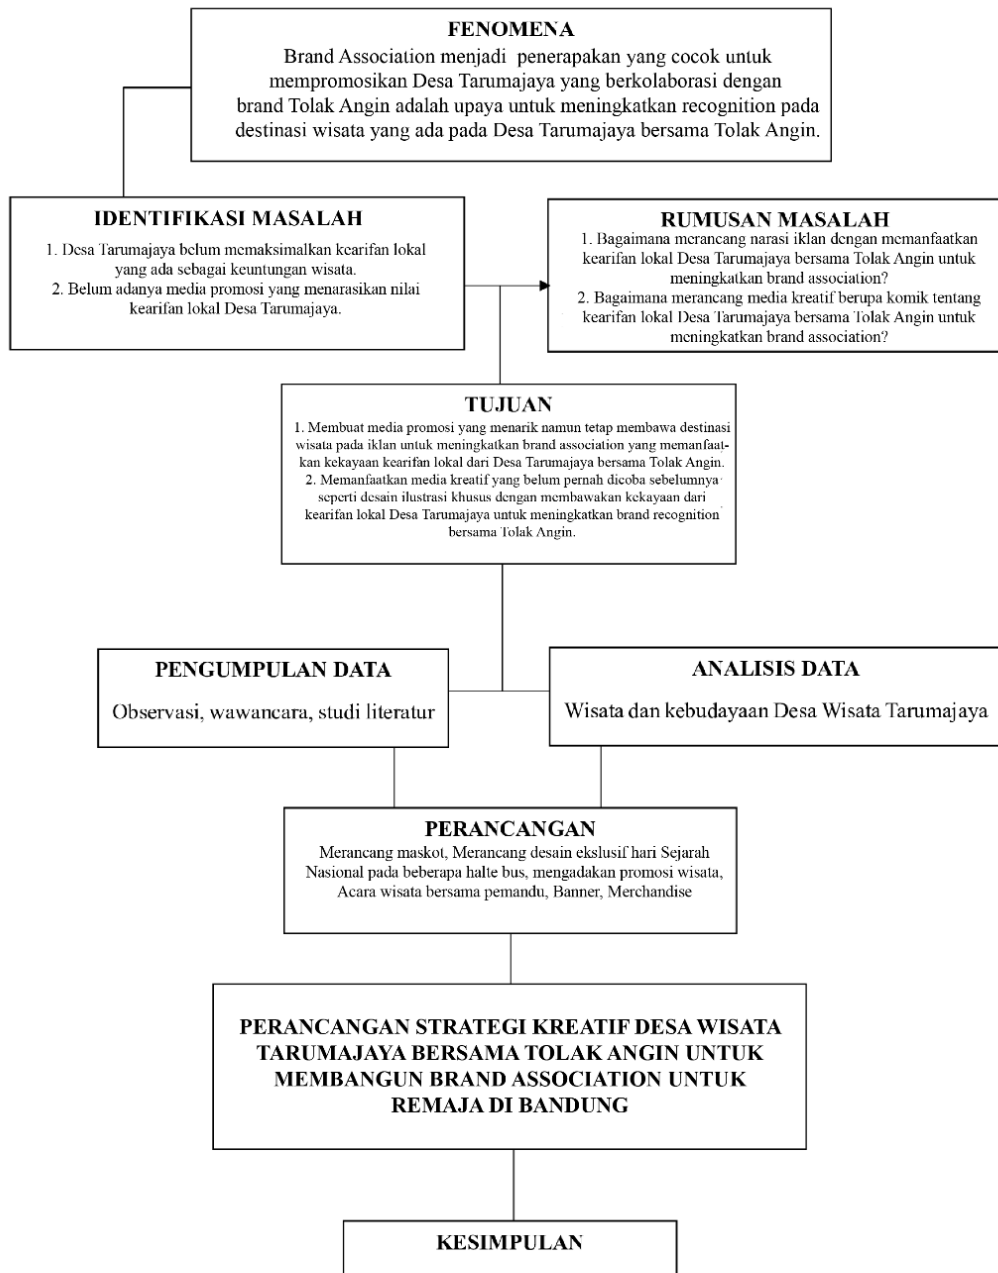 FENOMENA
Brand Association menjadi penerapakan yang cocok untuk
mempromosikan Desa Tarumajaya yang berkolaborasi dengan
brand Tolak Angin adalah upaya untuk meningkatkan recognition pada
destinasi wisata yang ada pada Desa Tarumajaya bersama Tolak Angin.
IDENTIFIKASI MASALAH
1. Desa Tarumajaya belum memaksimalkan kearifan lokal
yang ada sebagai keuntungan wisata.
2. Belum adanya media promosi yang menarasikan nilai
kearifan lokal Desa Tarumajaya.
RUMUSAN MASALAH
1. Bagaimana merancang narasi iklan dengan memanfaatkan
kearifan lokal Desa Tarumajaya bersama Tolak Angin untuk
meningkatkan brand association?
2. Bagaimana merancang media kreatif berupa komik tentang
kearifan lokal Desa Tarumajaya bersama Tolak Angin untuk
meningkatkan brand association?
TUJUAN
1. Membuat media promosi yang menarik namun tetap membawa destinasi
wisata pada iklan untuk meningkatkan brand association yang memanfaat-
kan kekayaan kearifan lokal dari Desa Tarumajaya bersama Tolak Angin.
2. Memanfaatkan media kreatif yang belum pernah dicoba sebelumnya
seperti desain ilustrasi khusus dengan membawakan kekayaan dari
kearifan lokal Desa Tarumajaya untuk meningkatkan brand recognition
bersama Tolak Angin.
PENGUMPULAN DATA
Observasi, wawancara, studi literatur
ANALISIS DATA
Wisata dan kebudayaan Desa Wisata Tarumajaya
PERANCANGAN
Merancang maskot, Merancang desain ekslusif hari Sejarah
Nasional pada beberapa halte bus, mengadakan promosi wisata,
Acara wisata bersama pemandu, Banner, Merchandise
PERANCANGAN STRATEGI KREATIF DESA WISATA
TARUMAJAYA BERSAMA TOLAK ANGIN UNTUK
MEMBANGUN BRAND ASSOCIATION UNTUK
REMAJA DI BANDUNG
KESIMPULAN